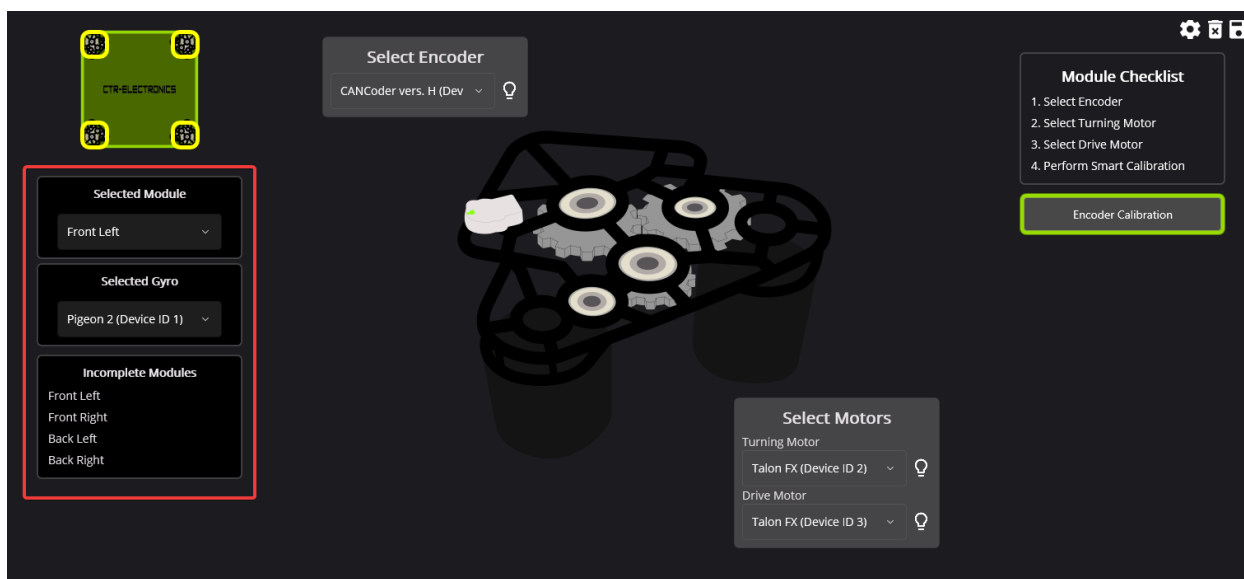 CTR-ELECTRONICS
Selected Module
Front Left
Selected Gyro
Pigeon 2 (Device ID 1)
Incomplete Modules
Front Left
Front Right
Back Left
Back Right
Select Encoder
CANCoder vers. H (Dev
Select Motors
Turning Motor
Talon FX (Device ID 2)
Drive Motor
Talon FX (Device ID 3)
Module Checklist
1. Select Encoder
2. Select Turning Motor
3. Select Drive Motor
4. Perform Smart Calibration
Encoder Calibration